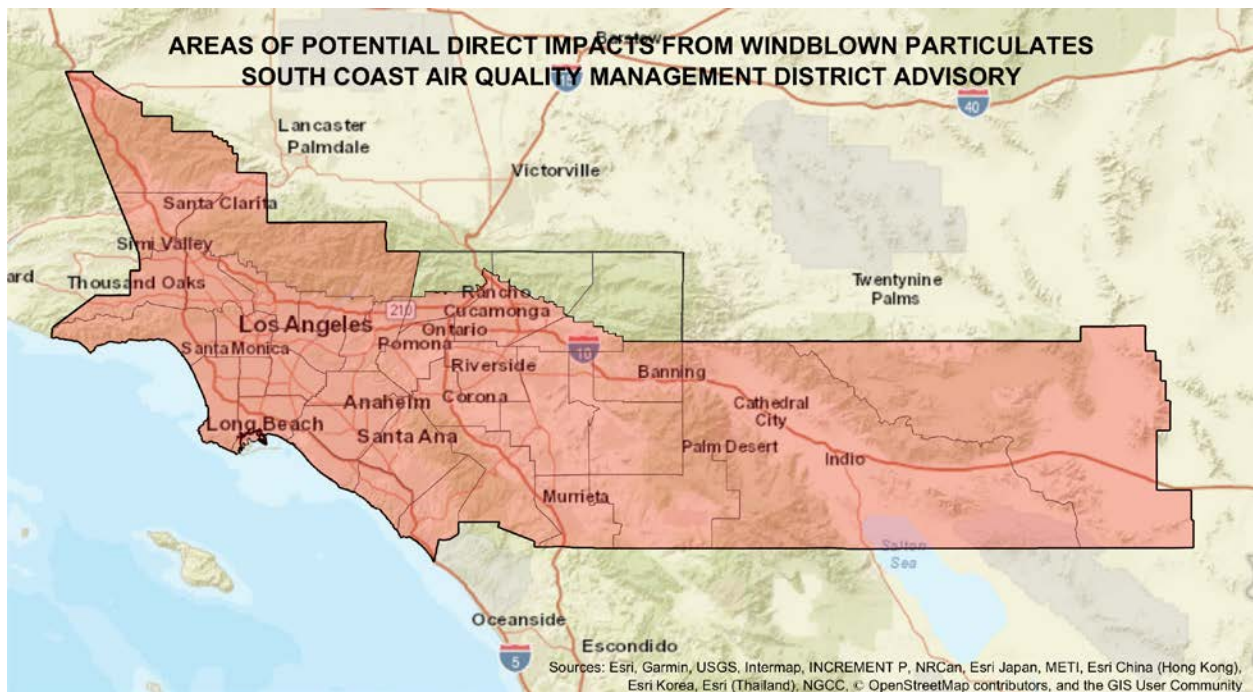 AREAS OF POTENTIAL DIRECT IMPACTS FROM WINDBLOWN PARTICULATES
Barstow
SOUTH COAST AIR QUALITY MANAGEMENT DISTRICT ADVISORY
15
40
Lancaster
Palmdale
Victorville
Santa Clarita
Simi Valley
ard
Thousand Oaks
Twentynine
Palms
Rancho
Cucamonga
210
Los Angeles
Ontario
Santa Monica
Pomona
10
Riverside
Banning
Corona
Anaheim
Cathedral
City
Long Beach
Santa Ana
Palm Desert
Indio
Murrieta
Salton
Sea
Oceanside
Escondido
5
Sources: Esri, Garmin, USGS, Intermap, INCREMENT P, NRCan, Esri Japan, METI, Esri China (Hong Kong),
Esri Korea, Esri (Thailand), NGCC, © OpenStreetMap contributors, and the GIS User Community